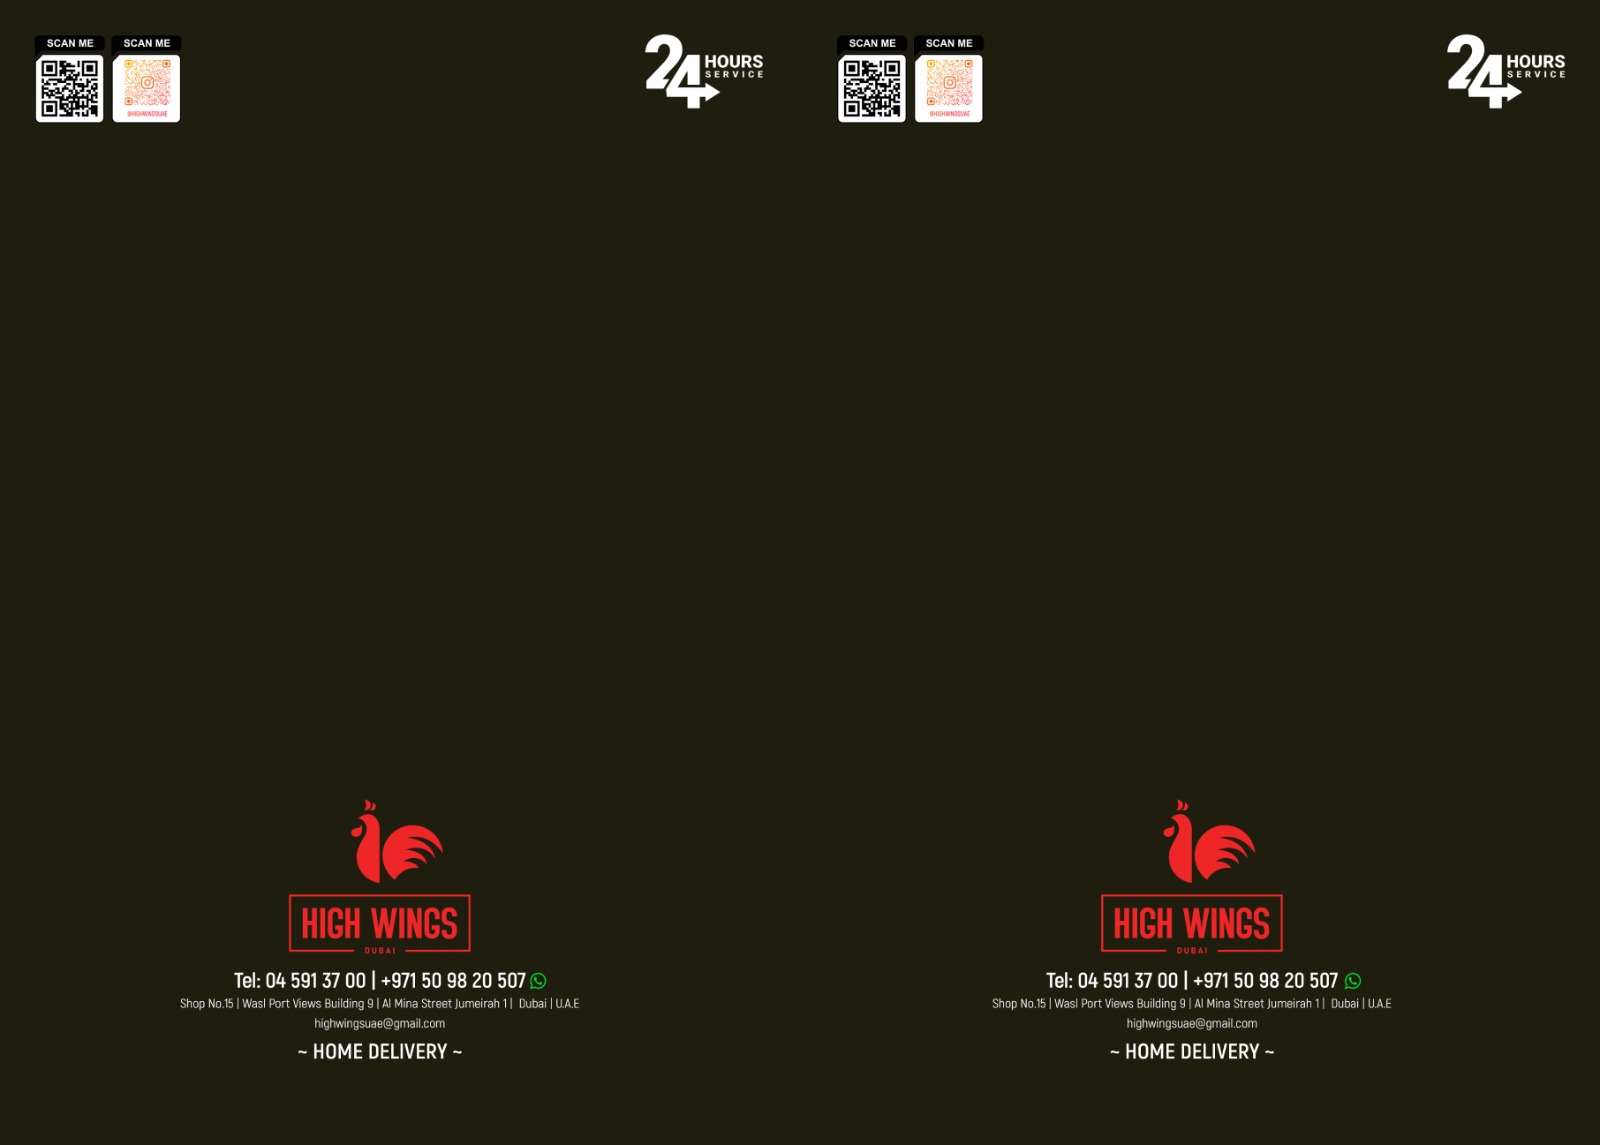 SCAN ME
SCAN ME
@HIGHWINGSUAE
24 HOURS
SERVICE
HIGH WINGS
DUBAI
Tel: 04 591 37 00 | +971 50 98 20 507
Shop No.15 | Wasl Port Views Building 9 | Al Mina Street Jumeirah 1 | Dubai | U.A.E
highwingsuae@gmail.com
~ HOME DELIVERY ~
SCAN ME
SCAN ME
@HIGHWINGSUAE
24 HOURS
SERVICE
HIGH WINGS
DUBAI
Tel: 04 591 37 00 | +971 50 98 20 507
Shop No.15 | Wasl Port Views Building 9 | Al Mina Street Jumeirah 1 | Dubai | U.A.E
highwingsuae@gmail.com
~ HOME DELIVERY ~